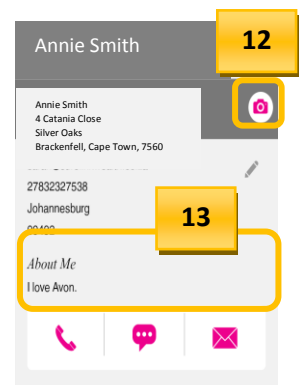 Annie Smith
12
Annie Smith
4 Catania Close
Silver Oaks
Brackenfell, Cape Town, 7560
27832327538
Johannesburg
13
About Me
I love Avon.